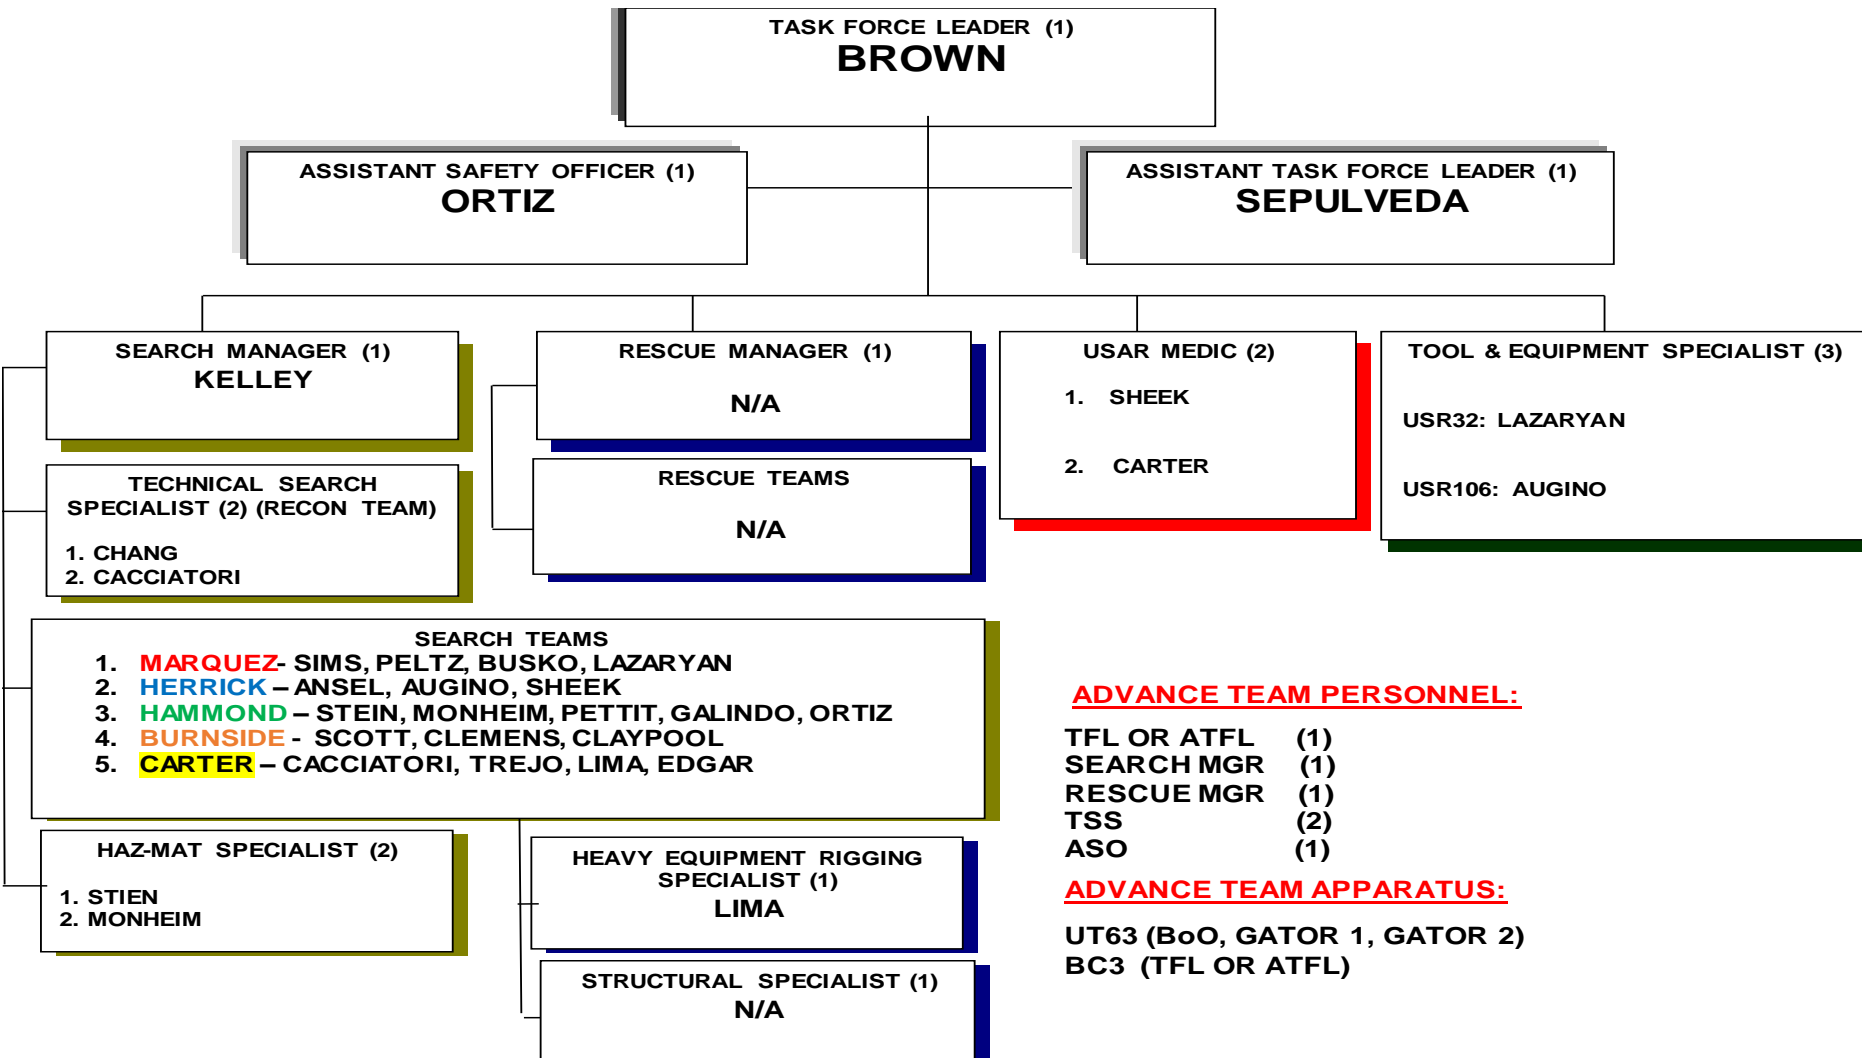 TASK FORCE LEADER (1)
BROWN
ASSISTANT SAFETY OFFICER (1)
ORTIZ
ASSISTANT TASK FORCE LEADER (1)
SEPULVEDA
SEARCH MANAGER (1)
KELLEY
RESCUE MANAGER (1)
N/A
USAR MEDIC (2)
1. SHEEK
2. CARTER
TOOL & EQUIPMENT SPECIALIST (3)
USR32: LAZARYAN
USR106: AUGINO
TECHNICAL SEARCH
SPECIALIST (2) (RECON TEAM)
1. CHANG
2. CACCIATORI
RESCUE TEAMS
N/A
SEARCH TEAMS
1. MARQUEZ- SIMS, PELTZ, BUSKO, LAZARYAN
2. HERRICK – ANSEL, AUGINO, SHEEK
3. HAMMOND – STEIN, MONHEIM, PETTIT, GALINDO, ORTIZ
4. BURNSIDE - SCOTT, CLEMENS, CLAYPOOL
5. CARTER – CACCIATORI, TREJO, LIMA, EDGAR
HAZ-MAT SPECIALIST (2)
1. STIEN
2. MONHEIM
HEAVY EQUIPMENT RIGGING
SPECIALIST (1)
LIMA
STRUCTURAL SPECIALIST (1)
N/A
ADVANCE TEAM PERSONNEL:
TFL OR ATFL (1)
SEARCH MGR (1)
RESCUE MGR (1)
TSS (2)
ASO (1)
ADVANCE TEAM APPARATUS:
UT63 (BoO, GATOR 1, GATOR 2)
BC3 (TFL OR ATFL)